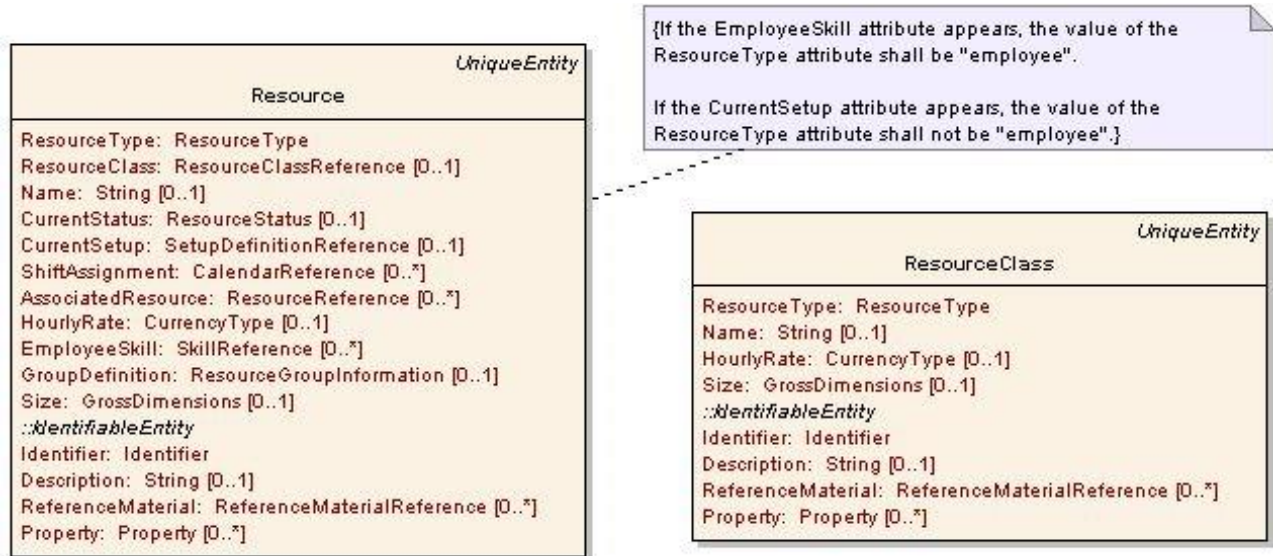 UniqueEntity
Resource
ResourceType: ResourceType
ResourceClass: ResourceClassReference [0..1]
Name: String [0..1]
CurrentStatus: ResourceStatus [0..1]
CurrentSetup: SetupDefinitionReference [0..1]
ShiftAssignment: CalendarReference [0..*]
AssociatedResource: ResourceReference [0..*]
HourlyRate: CurrencyType [0..1]
EmployeeSkill: SkillReference [0..*]
GroupDefinition: ResourceGroupInformation [0..1]
Size: GrossDimensions [0..1]
::IdentifiableEntity
Identifier: Identifier
Description: String [0..1]
ReferenceMaterial: ReferenceMaterialReference [0..*]
Property: Property [0..*]
{If the EmployeeSkill attribute appears, the value of the
ResourceType attribute shall be "employee".
If the CurrentSetup attribute appears, the value of the
ResourceType attribute shall not be "employee".}
UniqueEntity
ResourceClass
ResourceType: ResourceType
Name: String [0..1]
HourlyRate: CurrencyType [0..1]
Size: GrossDimensions [0..1]
::IdentifiableEntity
Identifier: Identifier
Description: String [0..1]
ReferenceMaterial: ReferenceMaterialReference [0..*]
Property: Property [0..*]